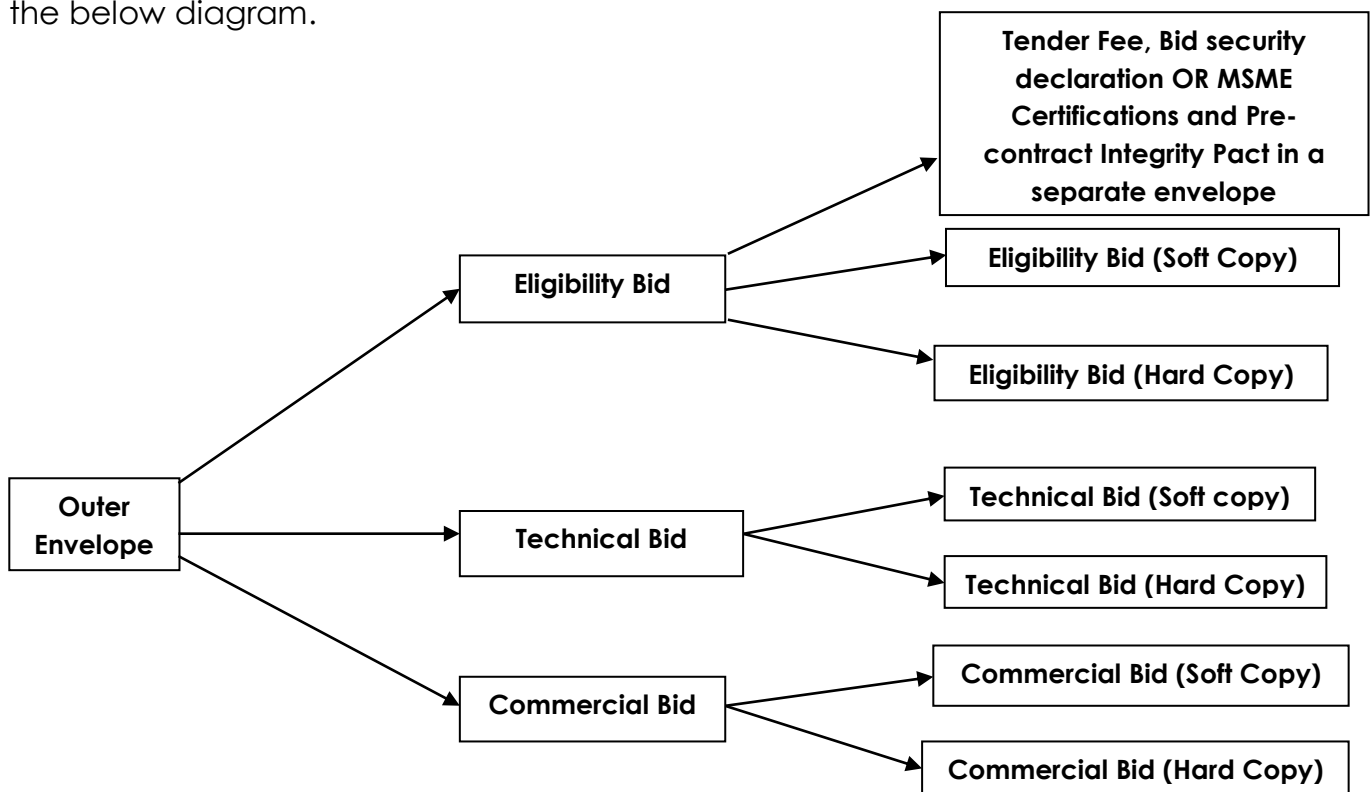 the below diagram.
Tender Fee, Bid security
declaration OR MSME
Certifications and Pre-
contract Integrity Pact in a
separate envelope
Eligibility Bid
Eligibility Bid (Soft Copy)
Eligibility Bid (Hard Copy)
Outer
Envelope
Technical Bid
Technical Bid (Soft copy)
Technical Bid (Hard Copy)
Commercial Bid
Commercial Bid (Soft Copy)
Commercial Bid (Hard Copy)